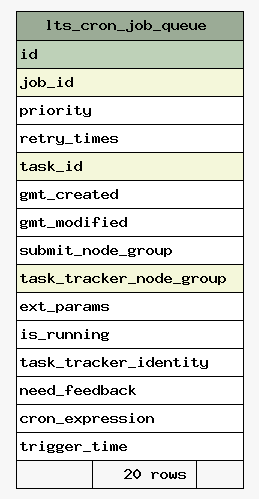 lts_cron_job_queue
id
job_id
priority
retry_times
task_id
gmt_created
gmt_modified
submit_node_group
task_tracker_node_group
ext_params
is_running
task_tracker_identity
need_feedback
cron_expression
trigger_time
20 rows